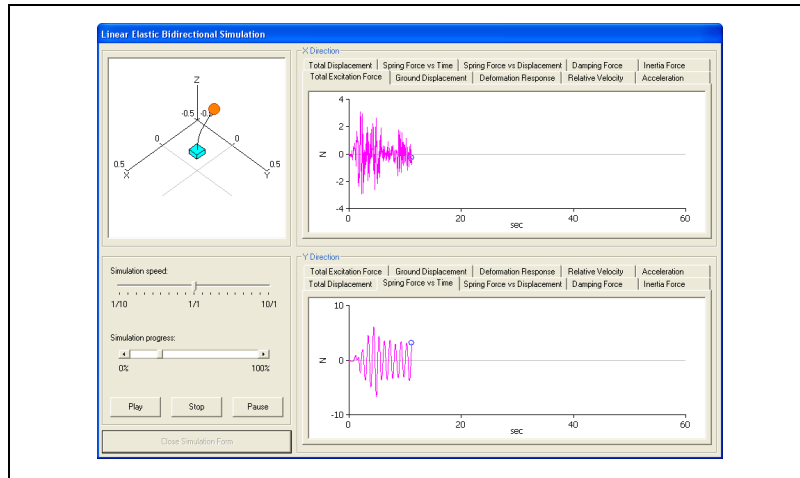 Linear Elastic Bidirectional Simulation
Z
-0.5 -0.5
0 0
0.5 0.5
X Y
Simulation speed:
1/10 1/1 10/1
Simulation progress:
0% 100%
Play Stop Pause
Close Simulation Form
X Direction
Total Displacement Spring Force vs Time Spring Force vs Displacement Damping Force Inertia Force
Total Excitation Force Ground Displacement Deformation Response Relative Velocity Acceleration
4
2
N 0
-2
-4
0 20 40 60
sec
Y Direction
Total Excitation Force Ground Displacement Deformation Response Relative Velocity Acceleration
Total Displacement Spring Force vs Time Spring Force vs Displacement Damping Force Inertia Force
10
N 0
-10
0 20 40 60
sec